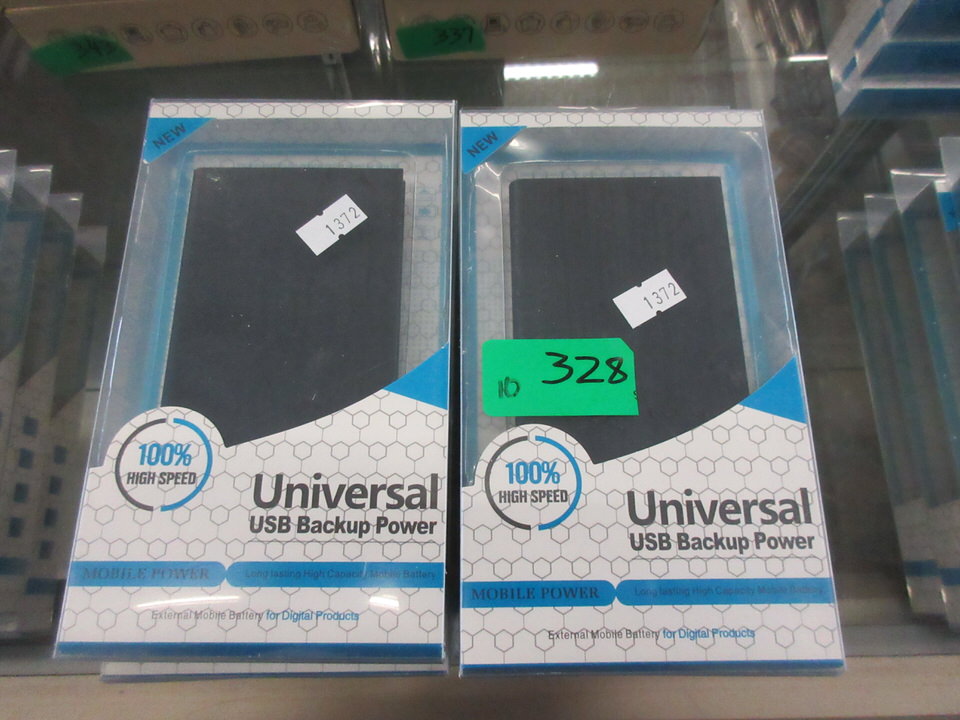 343
337
NEW
1372
100%
HIGH SPEED
Universal
USB Backup Power
MOBILE POWER
Long lasting High Capacity Mobile Battery
External Mobile Battery for Digital Products
NEW
1372
10 328
100%
HIGH SPEED
Universal
USB Backup Power
MOBILE POWER
Long lasting High Capacity Mobile Battery
External Mobile Battery for Digital Products